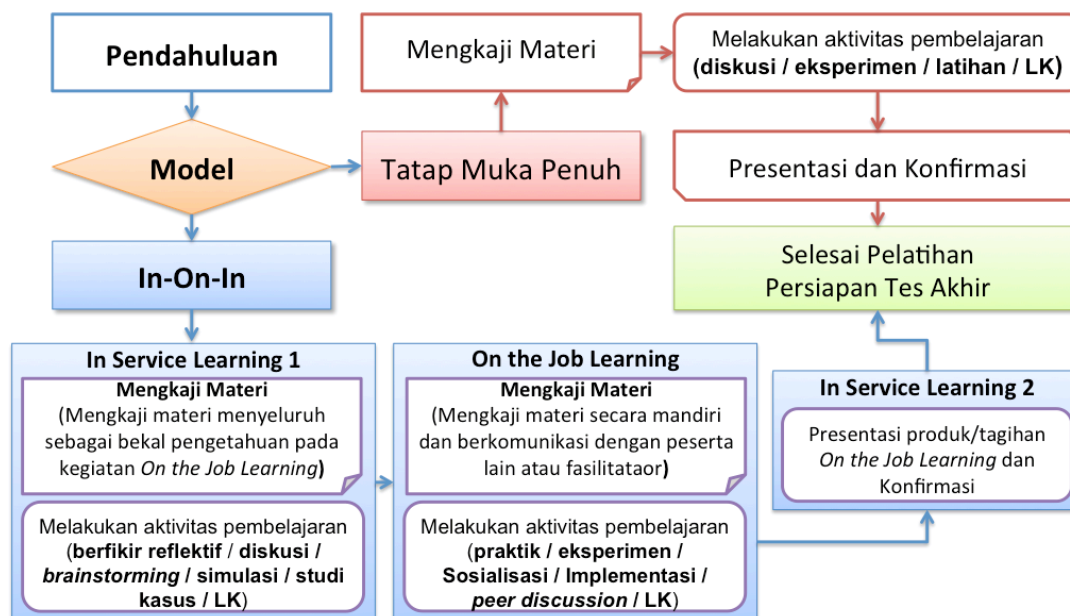 Pendahuluan
Model
Tatap Muka Penuh
Mengkaji Materi
Melakukan aktivitas pembelajaran
(diskusi / eksperimen / latihan / LK)
Presentasi dan Konfirmasi
Selesai Pelatihan
Persiapan Tes Akhir
In-On-In
In Service Learning 1
Mengkaji Materi
(Mengkaji materi menyeluruh
sebagai bekal pengetahuan pada
kegiatan On the Job Learning)
Melakukan aktivitas pembelajaran
(berfikir reflektif / diskusi /
brainstorming / simulasi / studi
kasus / LK)
On the Job Learning
Mengkaji Materi
(Mengkaji materi secara mandiri
dan berkomunikasi dengan peserta
lain atau fasilitataor)
Melakukan aktivitas pembelajaran
(praktik / eksperimen /
Sosialisasi / Implementasi /
peer discussion / LK)
In Service Learning 2
Presentasi produk/tagihan
On the Job Learning dan
Konfirmasi